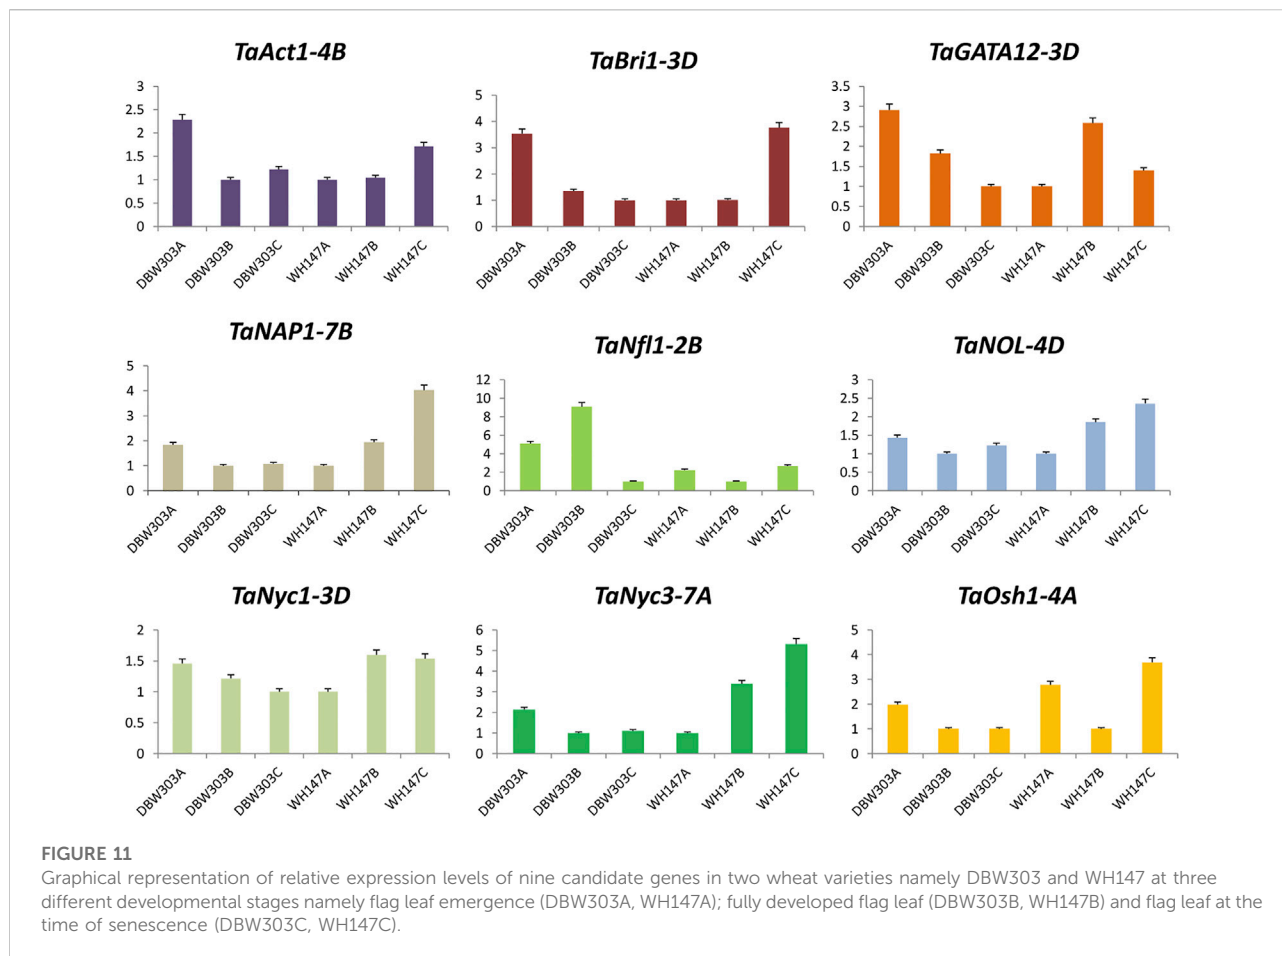 TaAct1-4B
3
2.5
2
1.5
1
0.5
0
DBW303A
DBW303B
DBW303C
WH147A
WH147B
WH147C
TaBri1-3D
5
4
3
2
1
0
DBW303A
DBW303B
DBW303C
WH147A
WH147B
WH147C
TaGATA12-3D
3.5
3
2.5
2
1.5
1
0.5
0
DBW303A
DBW303B
DBW303C
WH147A
WH147B
WH147C
TaNAP1-7B
5
4
3
2
1
0
DBW303A
DBW303B
DBW303C
WH147A
WH147B
WH147C
TaNfl1-2B
12
10
8
6
4
2
0
DBW303A
DBW303B
DBW303C
WH147A
WH147B
WH147C
TaNOL-4D
3
2.5
2
1.5
1
0.5
0
DBW303A
DBW303B
DBW303C
WH147A
WH147B
WH147C
TaNyc1-3D
2
1.5
1
0.5
0
DBW303A
DBW303B
DBW303C
WH147A
WH147B
WH147C
TaNyc3-7A
6
5
4
3
2
1
0
DBW303A
DBW303B
DBW303C
WH147A
WH147B
WH147C
TaOsh1-4A
5
4
3
2
1
0
DBW303A
DBW303B
DBW303C
WH147A
WH147B
WH147C
FIGURE 11
Graphical representation of relative expression levels of nine candidate genes in two wheat varieties namely DBW303 and WH147 at three
different developmental stages namely flag leaf emergence (DBW303A, WH147A); fully developed flag leaf (DBW303B, WH147B) and flag leaf at the
time of senescence (DBW303C, WH147C).